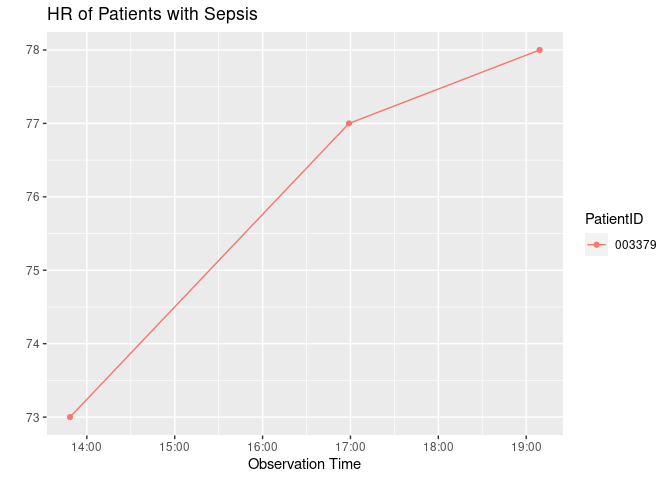 HR of Patients with Sepsis
78
77
76
75
74
73
14:00 15:00 16:00 17:00 18:00 19:00
Observation Time
PatientID
003379